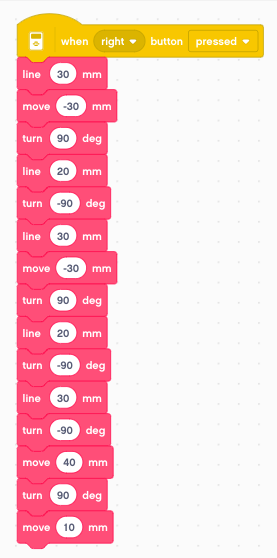 when right button pressed
line 30 mm
move -30 mm
turn 90 deg
line 20 mm
turn -90 deg
line 30 mm
move -30 mm
turn 90 deg
line 20 mm
turn -90 deg
line 30 mm
turn -90 deg
move 40 mm
turn 90 deg
move 10 mm